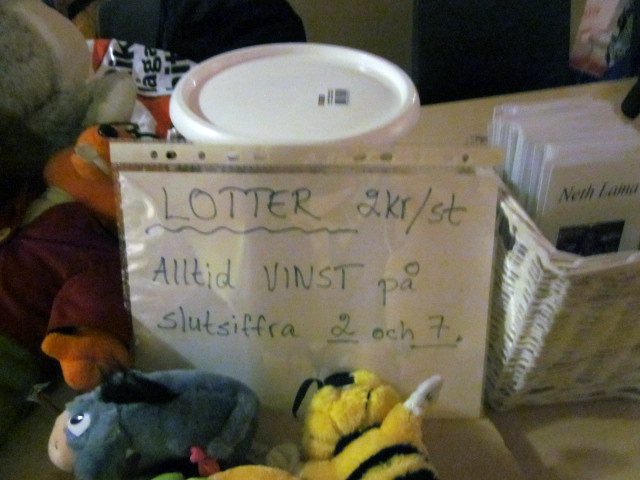 LOTTER 2kr/st
Alltid VINST på
slutsiffra 2 och 7.
Neth Lama